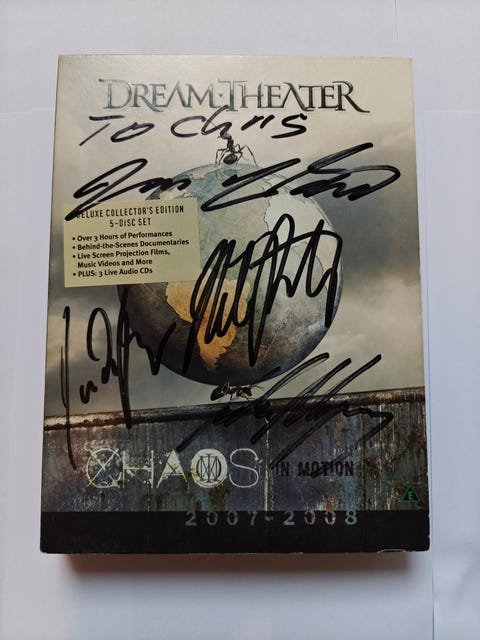 DREAM THEATER
TO Chris
DELUXE COLLECTOR'S EDITION
5-DISC SET
• Over 3 Hours of Performances
• Behind-the-Scenes Documentaries
• Live Screen Projection Films,
Music Videos and More
• PLUS: 3 Live Audio CDs
CHAOS IN MOTION
E
2007-2008